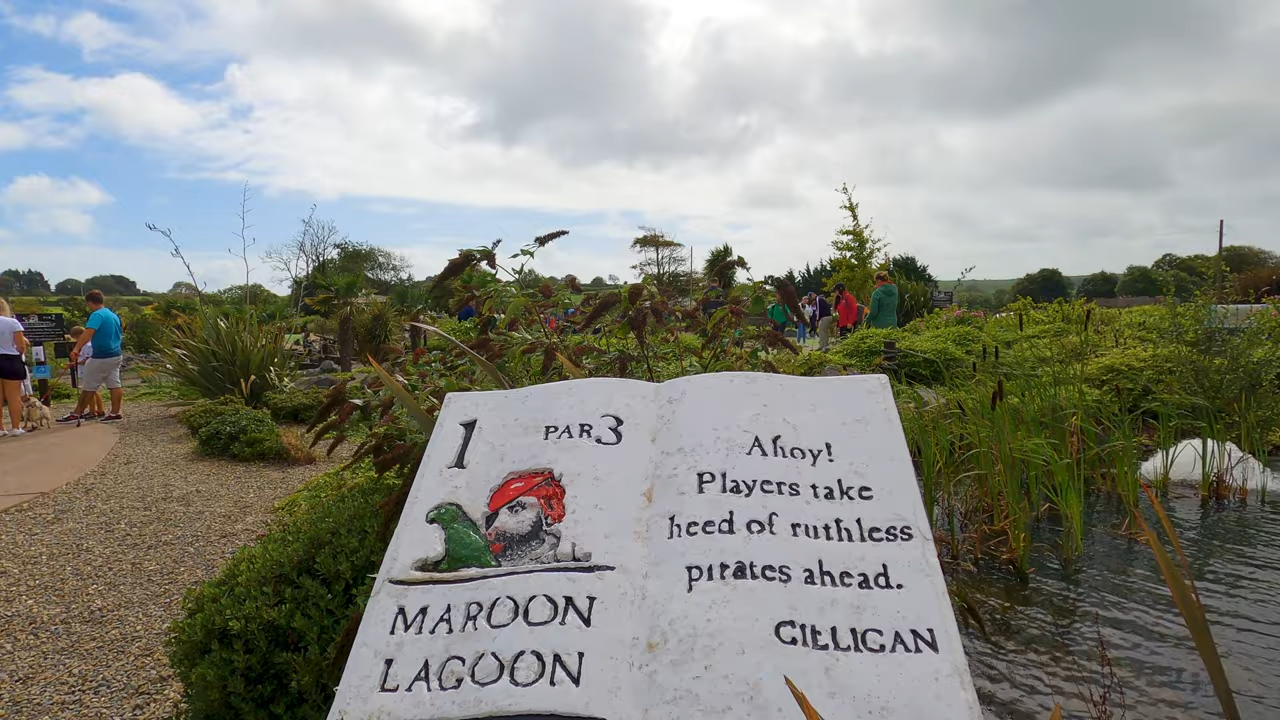 1 PAR 3
MAROON
LAGOON
Ahoy!
Players take
heed of ruthless
pirates ahead.
GILLIGAN